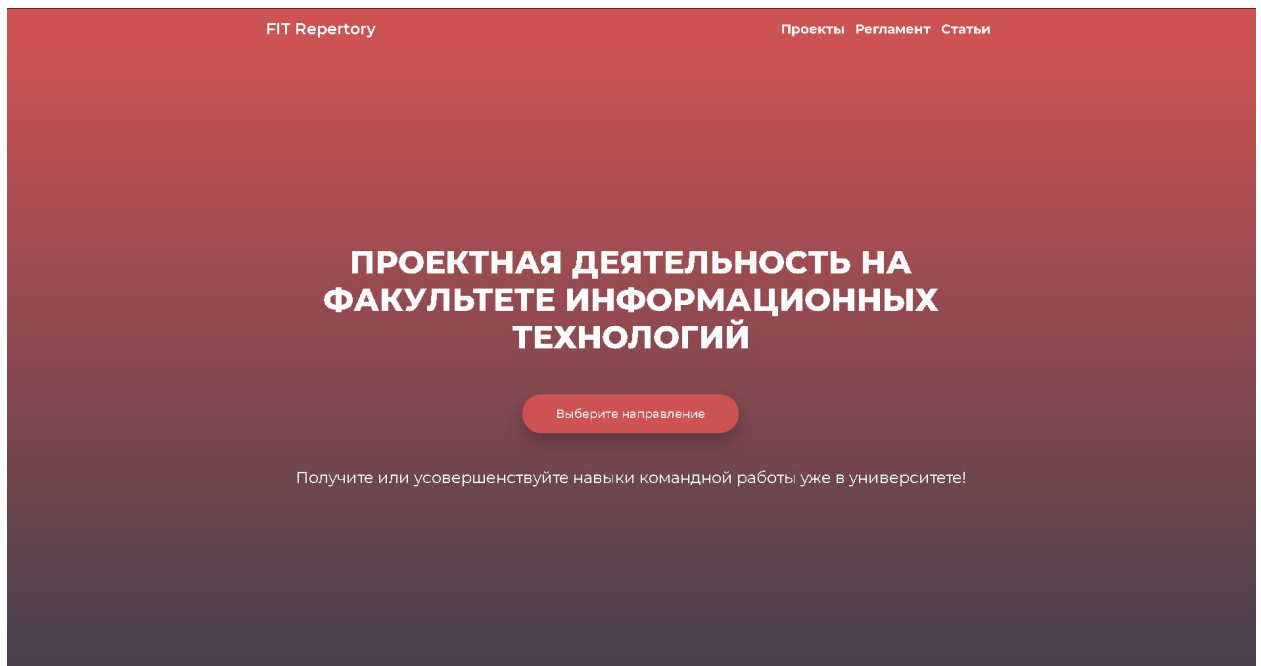 FIT Repertory
Проекты Регламент Статьи
ПРОЕКТНАЯ ДЕЯТЕЛЬНОСТЬ НА
ФАКУЛЬТЕТЕ ИНФОРМАЦИОННЫХ
ТЕХНОЛОГИЙ
Выберите направление
Получите или усовершенствуйте навыки командной работы уже в университете!